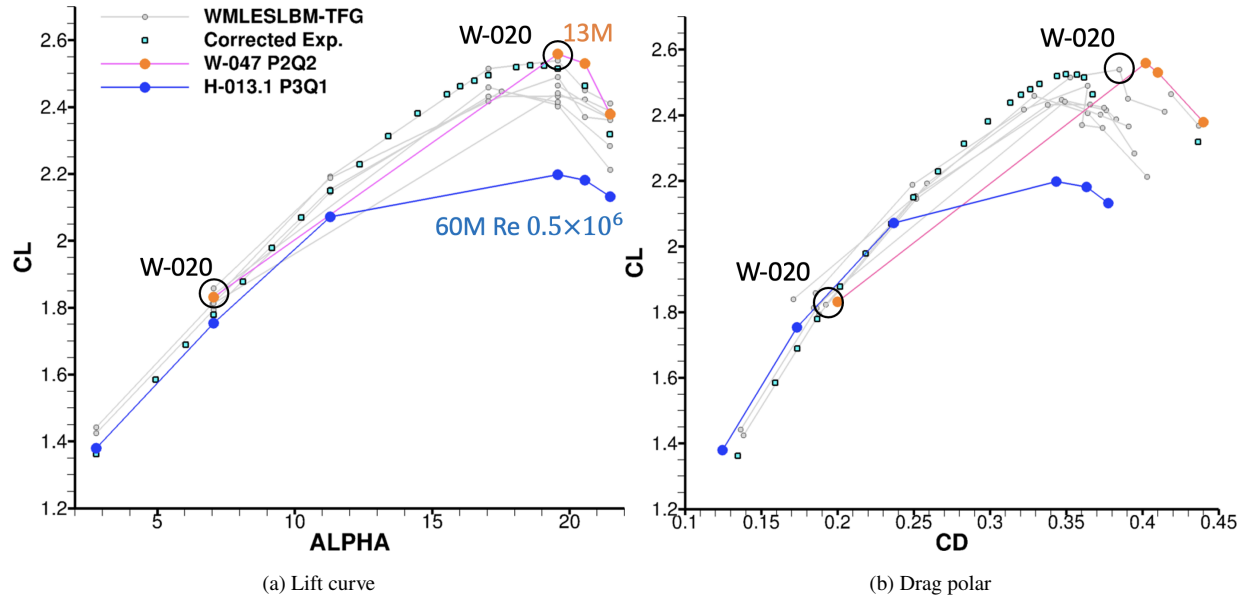 WMLESLBM-TFG
Corrected Exp.
W-047 P2Q2
H-013.1 P3Q1
W-020
13M
W-020
60M Re 0.5×10⁶
2.6
2.4
2.2
2
1.8
1.6
1.4
1.2
CL
5
10
15
20
ALPHA
(a) Lift curve
W-020
W-020
2.6
2.4
2.2
2
1.8
1.6
1.4
1.2
CL
0.1
0.15
0.2
0.25
0.3
0.35
0.4
0.45
CD
(b) Drag polar